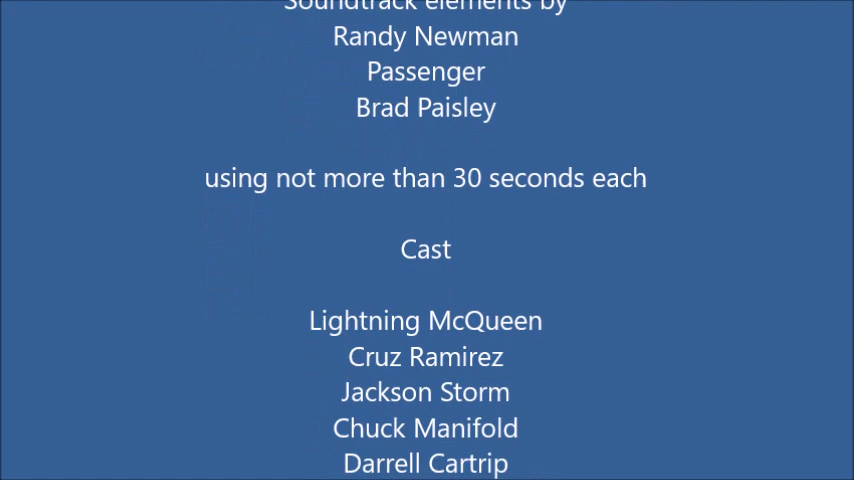 Soundtrack elements by
Randy Newman
Passenger
Brad Paisley
using not more than 30 seconds each
Cast
Lightning McQueen
Cruz Ramirez
Jackson Storm
Chuck Manifold
Darrell Cartrip